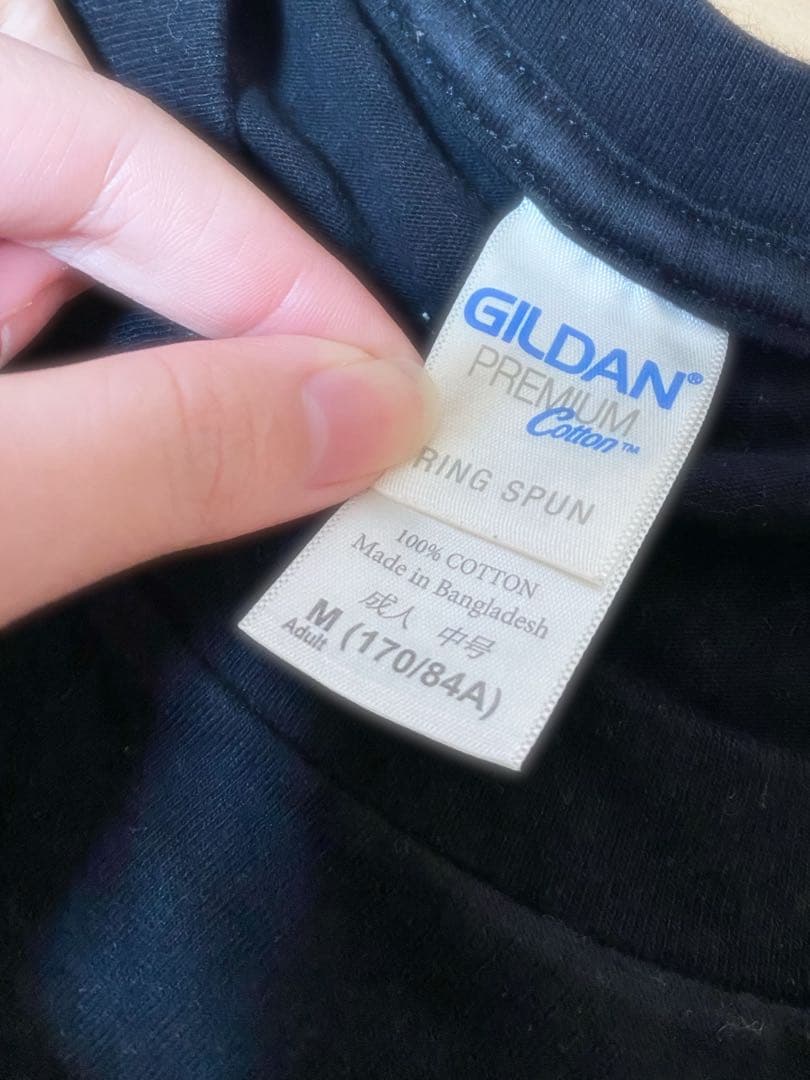 GILDAN®
PREMIUM
Cotton™
RING SPUN
100% COTTON
Made in Bangladesh
成人 中号
M (170/84A)
Adult